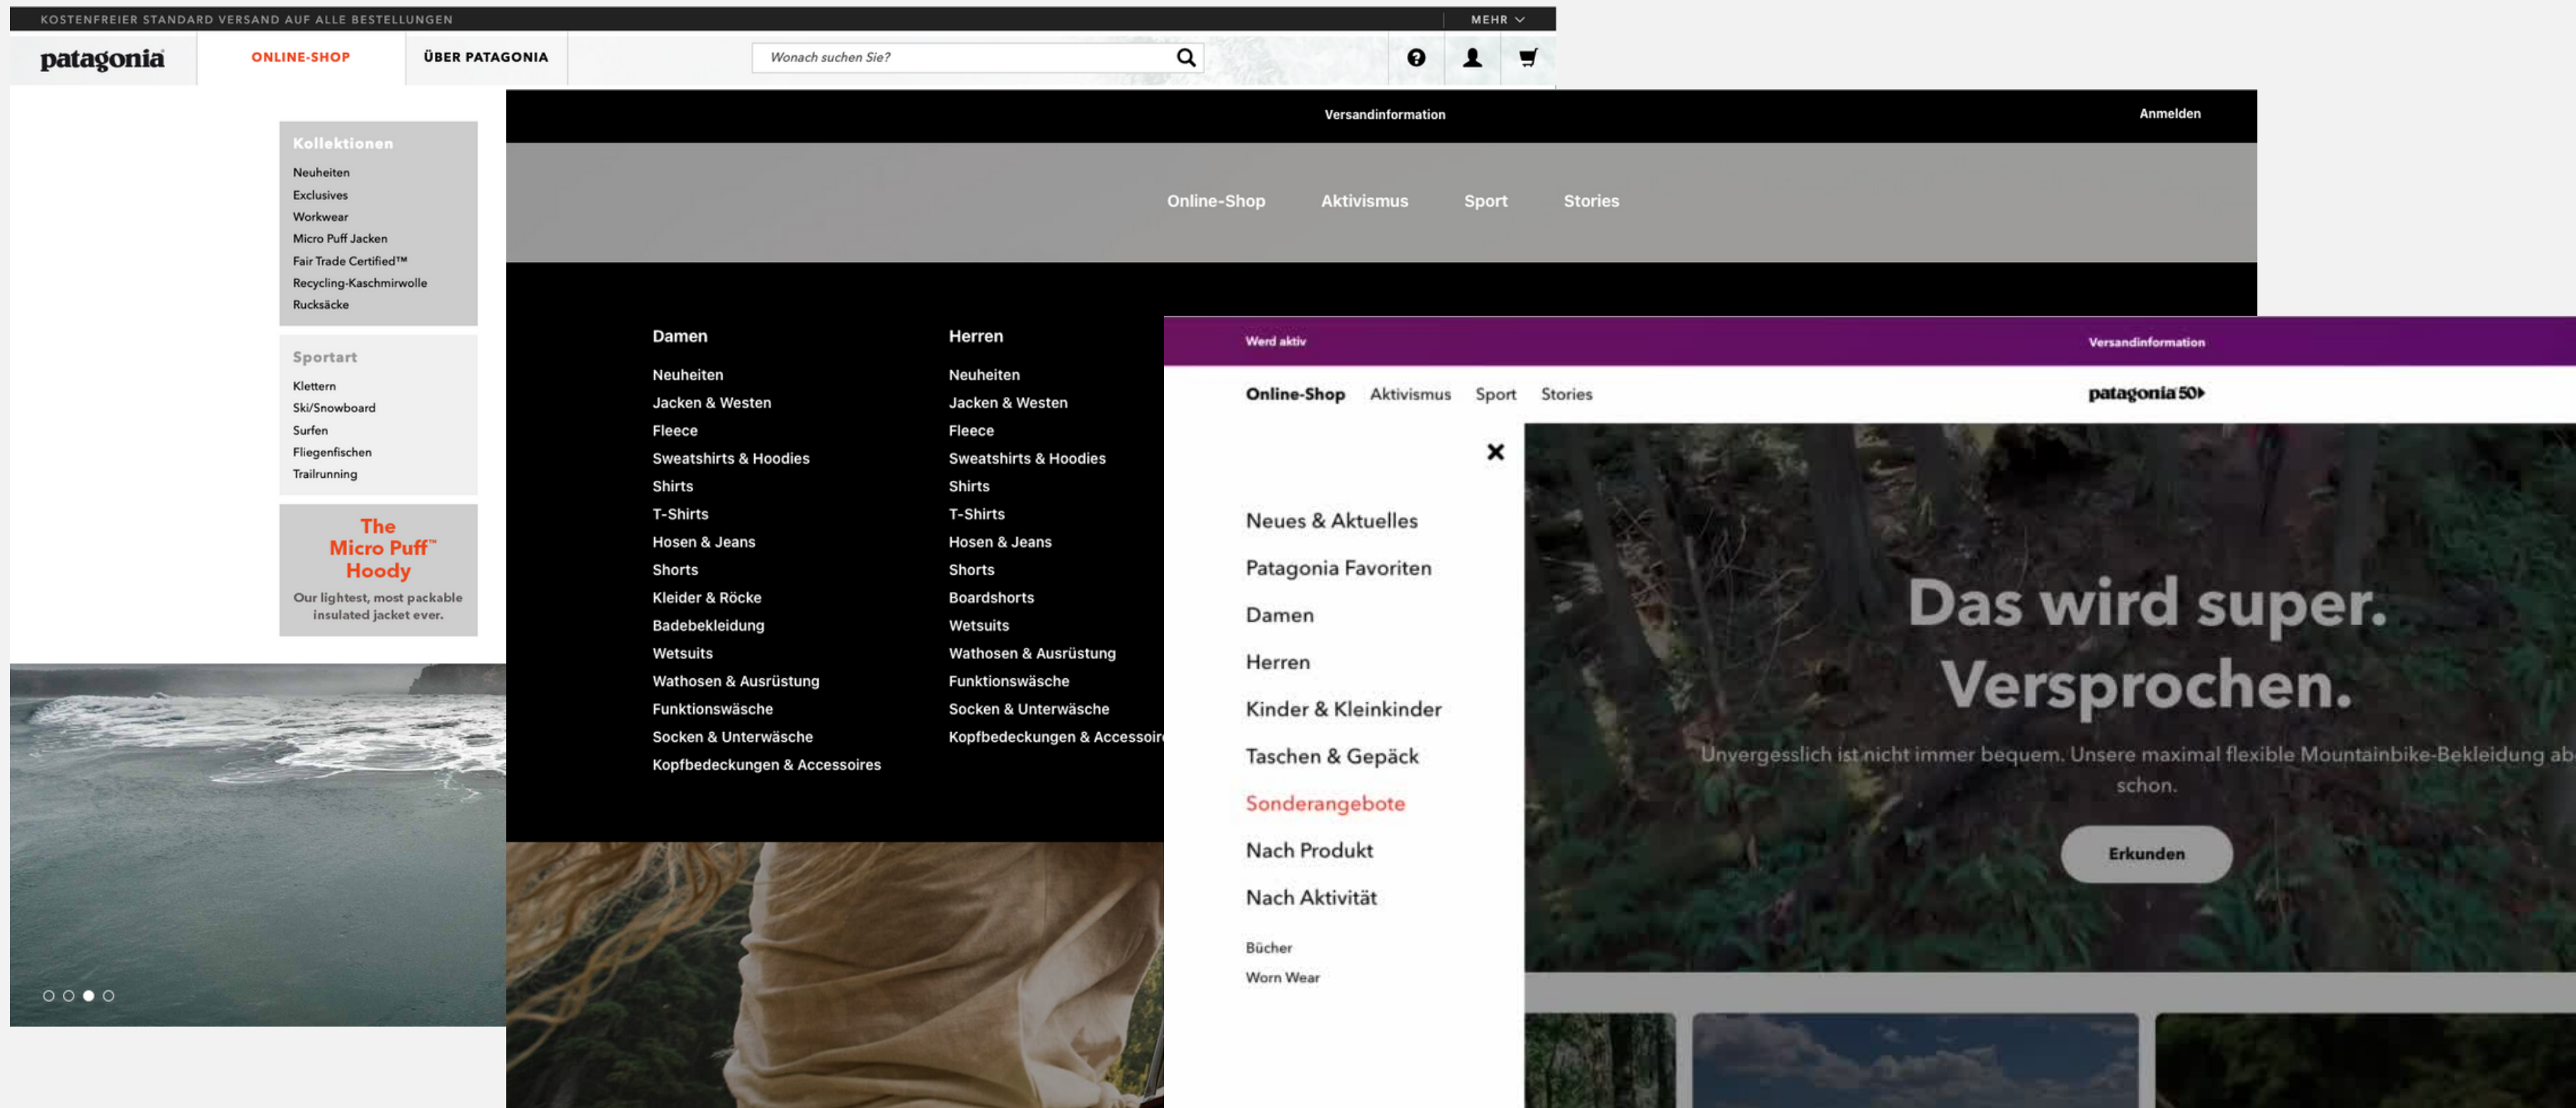 KOSTENFREIER STANDARD VERSAND AUF ALLE BESTELLUNGEN
MEHR
patagonia
ONLINE-SHOP
ÜBER PATAGONIA
Wonach suchen Sie?
Kollektionen
Neuheiten
Exclusives
Workwear
Micro Puff Jacken
Fair Trade Certified™
Recycling-Kaschmirwolle
Rucksäcke
Sportart
Klettern
Ski/Snowboard
Surfen
Fliegenfischen
Trailrunning
The
Micro Puff™
Hoody
Our lightest, most packable
insulated jacket ever.
Versandinformation
Anmelden
Online-Shop
Aktivismus
Sport
Stories
Damen
Neuheiten
Jacken & Westen
Fleece
Sweatshirts & Hoodies
Shirts
T-Shirts
Hosen & Jeans
Shorts
Kleider & Röcke
Badebekleidung
Wetsuits
Wathosen & Ausrüstung
Funktionswäsche
Socken & Unterwäsche
Kopfbedeckungen & Accessoires
Herren
Neuheiten
Jacken & Westen
Fleece
Sweatshirts & Hoodies
Shirts
T-Shirts
Hosen & Jeans
Shorts
Boardshorts
Wetsuits
Wathosen & Ausrüstung
Funktionswäsche
Socken & Unterwäsche
Kopfbedeckungen & Accessoir
Werd aktiv
Versandinformation
Online-Shop
Aktivismus
Sport
Stories
patagonia 50
Neues & Aktuelles
Patagonia Favoriten
Damen
Herren
Kinder & Kleinkinder
Taschen & Gepäck
Sonderangebote
Nach Produkt
Nach Aktivität
Bücher
Worn Wear
Das wird super.
Versprochen.
Unvergesslich ist nicht immer bequem. Unsere maximal flexible Mountainbike-Bekleidung ab
schon.
Erkunden